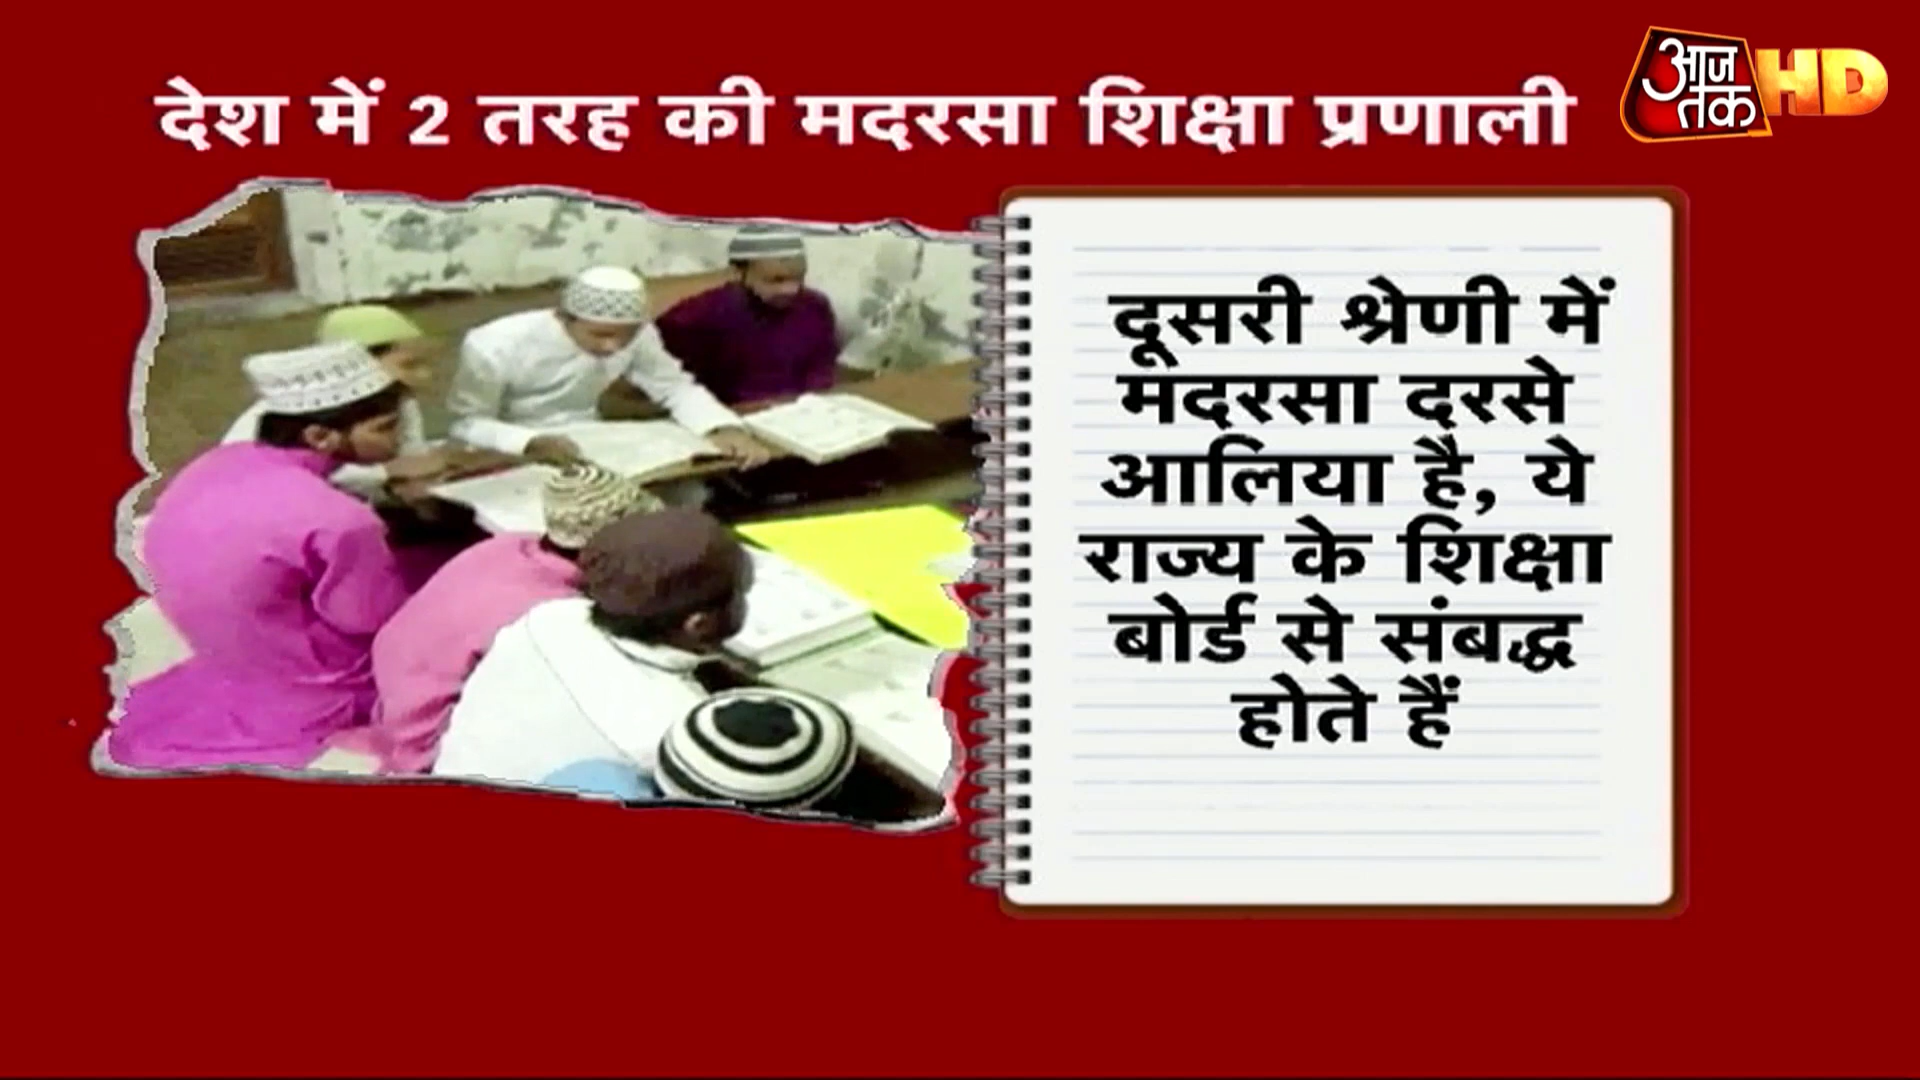 देश में 2 तरह की मदरसा शिक्षा प्रणाली
आज
तक HD
दूसरी श्रेणी में
मदरसा दरसे
आलिया है, ये
राज्य के शिक्षा
बोर्ड से संबद्ध
होते हैं